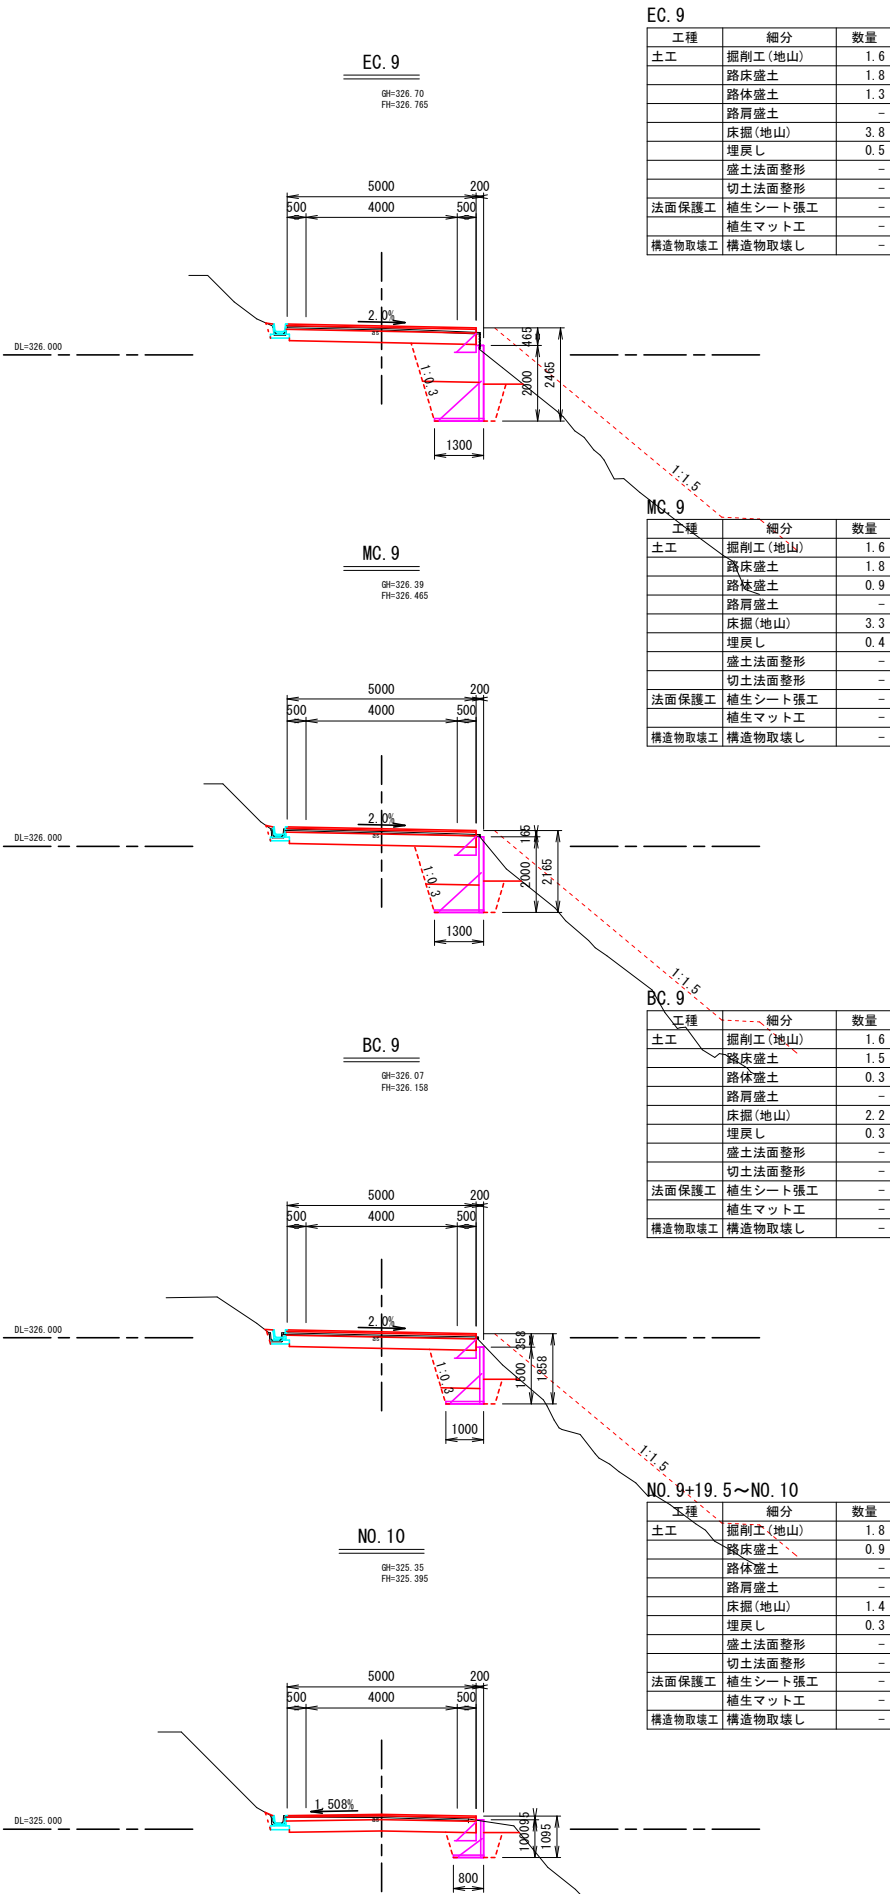 EC.9
工種 細分 数量
土工 掘削工(地山) 1.6
路床盛土 1.8
路体盛土 1.3
路肩盛土 -
床掘(地山) 3.8
埋戻し 0.5
盛土法面整形 -
切土法面整形 -
法面保護工 植生シート張工 -
植生マット工 -
構造物取壊工 構造物取壊し -
EC.9
GH=326.70
FH=326.765
5000 200
500 4000 500
2.0%
DL=326.000
1:0.3
465
2000
2465
1300
1:1.5
MC.9
工種 細分 数量
土工 掘削工(地山) 1.6
路床盛土 1.8
路体盛土 0.9
路肩盛土 -
床掘(地山) 3.3
埋戻し 0.4
盛土法面整形 -
切土法面整形 -
法面保護工 植生シート張工 -
植生マット工 -
構造物取壊工 構造物取壊し -
MC.9
GH=326.39
FH=326.465
5000 200
500 4000 500
2.0%
DL=326.000
1:0.3
165
2000
2165
1300
1:1.5
BC.9
工種 細分 数量
土工 掘削工(地山) 1.6
路床盛土 1.5
路体盛土 0.3
路肩盛土 -
床掘(地山) 2.2
埋戻し 0.3
盛土法面整形 -
切土法面整形 -
法面保護工 植生シート張工 -
植生マット工 -
構造物取壊工 構造物取壊し -
BC.9
GH=326.07
FH=326.158
5000 200
500 4000 500
2.0%
DL=326.000
1:0.3
358
1500
1858
1000
1:1.5
NO.9+19.5～NO.10
工種 細分 数量
土工 掘削工(地山) 1.8
路床盛土 0.9
路体盛土 -
路肩盛土 -
床掘(地山) 1.4
埋戻し 0.3
盛土法面整形 -
切土法面整形 -
法面保護工 植生シート張工 -
植生マット工 -
構造物取壊工 構造物取壊し -
NO.10
GH=325.35
FH=325.395
5000 200
500 4000 500
1.508%
DL=325.000
95
1000
1095
800